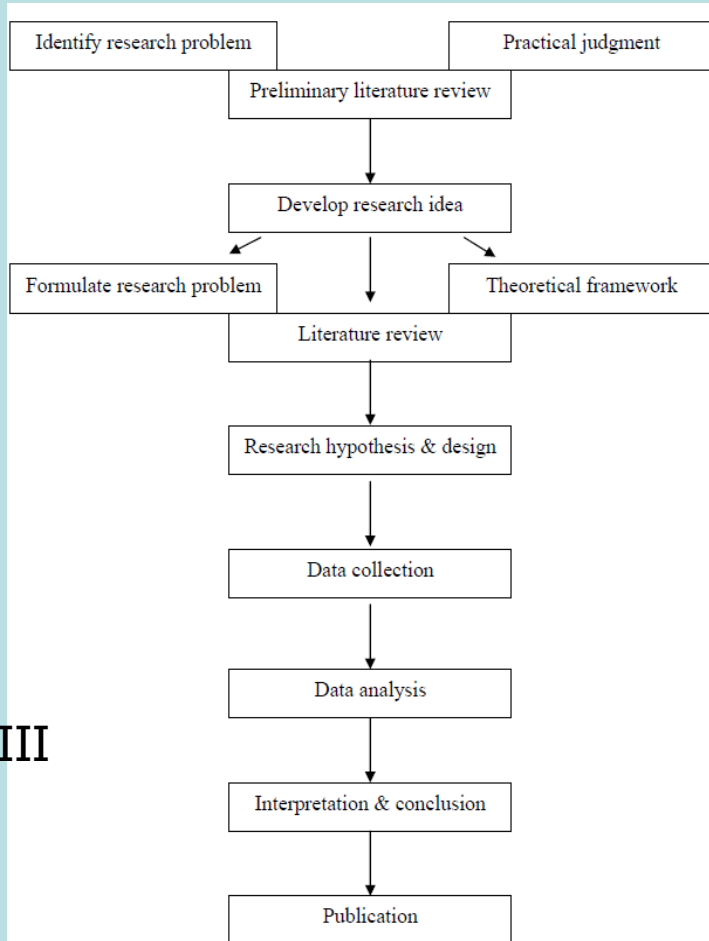 Identify research problem
Practical judgment
Preliminary literature review
Develop research idea
Formulate research problem
Theoretical framework
Literature review
Research hypothesis & design
Data collection
Data analysis
III
Interpretation & conclusion
Publication